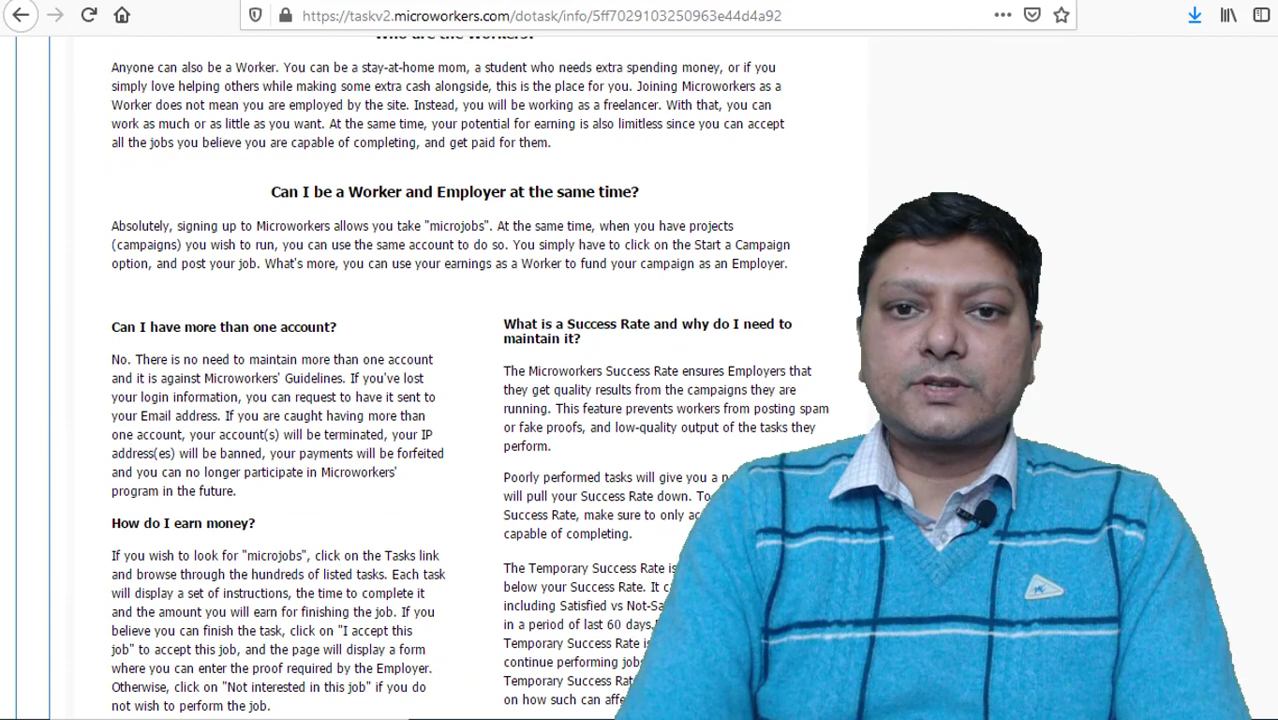 https://taskv2.microworkers.com/dotask/info/5ff7029103250963e44d4a92
Who are the Workers?
Anyone can also be a Worker. You can be a stay-at-home mom, a student who needs extra spending money, or if you
simply love helping others while making some extra cash alongside, this is the place for you. Joining Microworkers as a
Worker does not mean you are employed by the site. Instead, you will be working as a freelancer. With that, you can
work as much or as little as you want. At the same time, your potential for earning is also limitless since you can accept
all the jobs you believe you are capable of completing, and get paid for them.
Can I be a Worker and Employer at the same time?
Absolutely, signing up to Microworkers allows you take "microjobs". At the same time, when you have projects
(campaigns) you wish to run, you can use the same account to do so. You simply have to click on the Start a Campaign
option, and post your job. What's more, you can use your earnings as a Worker to fund your campaign as an Employer.
Can I have more than one account?
No. There is no need to maintain more than one account
and it is against Microworkers' Guidelines. If you've lost
your login information, you can request to have it sent to
your Email address. If you are caught having more than
one account, your account(s) will be terminated, your IP
address(es) will be banned, your payments will be forfeited
and you can no longer participate in Microworkers'
program in the future.
How do I earn money?
If you wish to look for "microjobs", click on the Tasks link
and browse through the hundreds of listed tasks. Each task
will display a set of instructions, the time to complete it
and the amount you will earn for finishing the job. If you
believe you can finish the task, click on "I accept this
job" to accept this job, and the page will display a form
where you can enter the proof required by the Employer.
Otherwise, click on "Not interested in this job" if you do
not wish to perform the job.
What is a Success Rate and why do I need to
maintain it?
The Microworkers Success Rate ensures Employers that
they get quality results from the campaigns they are
running. This feature prevents workers from posting spam
or fake proofs, and low-quality output of the tasks they
perform.
Poorly performed tasks will give you a
will pull your Success Rate down. To
Success Rate, make sure to only
capable of completing.
The Temporary Success Rate is
below your Success Rate. It
including Satisfied vs
in a period of last 60 days.
Temporary Success Rate is
continue performing
Temporary Success
on how such can